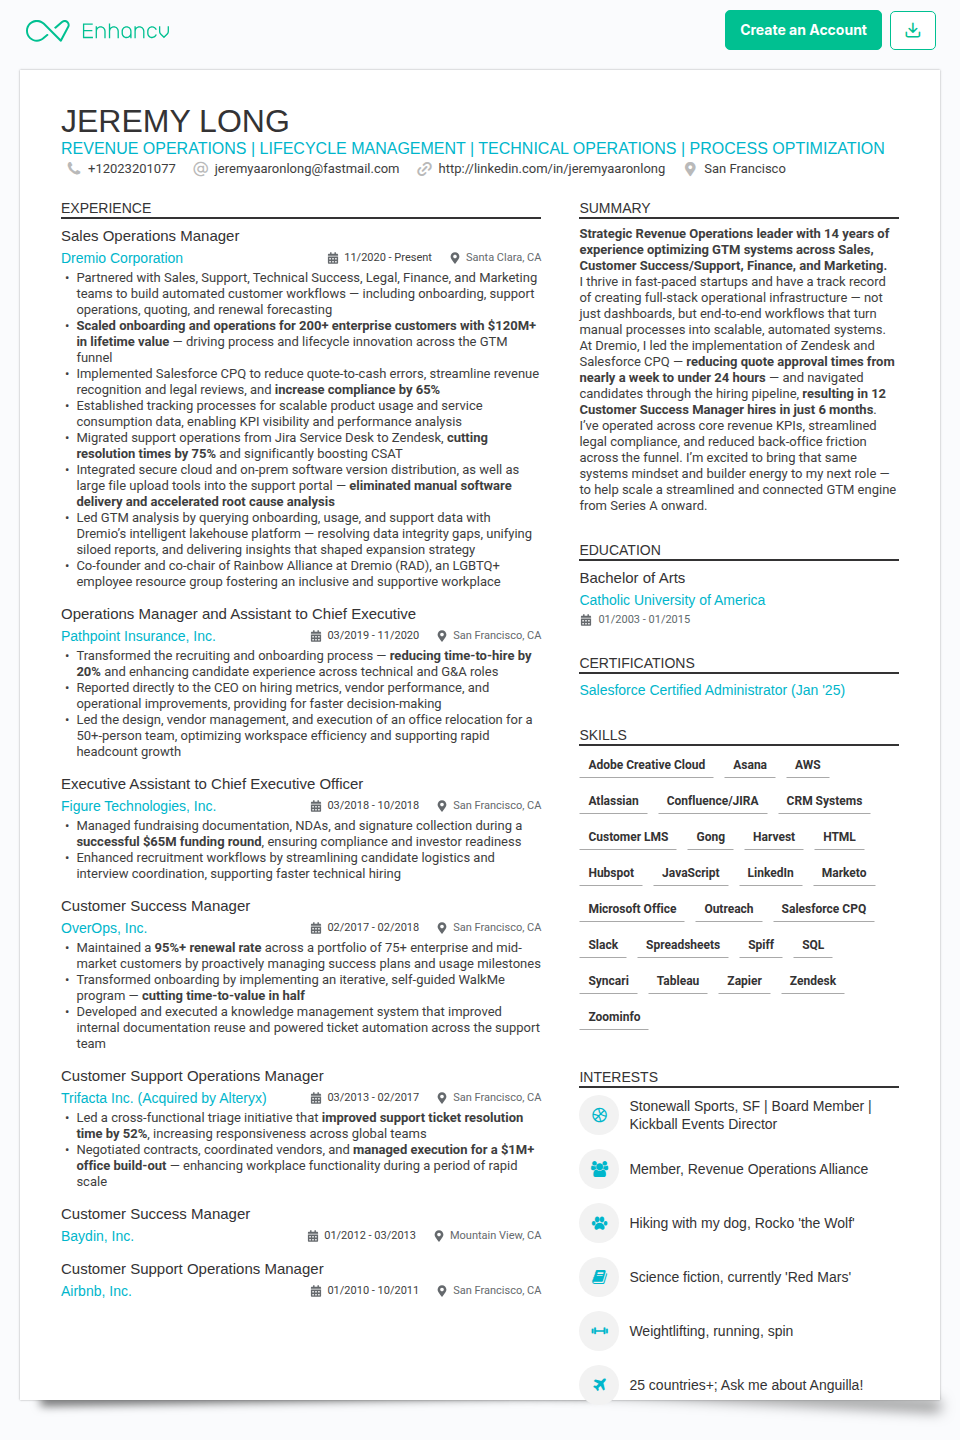 Enhancv
Create an Account
JEREMY LONG
REVENUE OPERATIONS | LIFECYCLE MANAGEMENT | TECHNICAL OPERATIONS | PROCESS OPTIMIZATION
+12023201077 jeremyaaronlong@fastmail.com http://linkedin.com/in/jeremyaaronlong San Francisco
EXPERIENCE
Sales Operations Manager
Dremio Corporation 11/2020 - Present Santa Clara, CA
• Partnered with Sales, Support, Technical Success, Legal, Finance, and Marketing
teams to build automated customer workflows — including onboarding, support
operations, quoting, and renewal forecasting
• Scaled onboarding and operations for 200+ enterprise customers with $120M+
in lifetime value — driving process and lifecycle innovation across the GTM
funnel
• Implemented Salesforce CPQ to reduce quote-to-cash errors, streamline revenue
recognition and legal reviews, and increase compliance by 65%
• Established tracking processes for scalable product usage and service
consumption data, enabling KPI visibility and performance analysis
• Migrated support operations from Jira Service Desk to Zendesk, cutting
resolution times by 75% and significantly boosting CSAT
• Integrated secure cloud and on-prem software version distribution, as well as
large file upload tools into the support portal — eliminated manual software
delivery and accelerated root cause analysis
• Led GTM analysis by querying onboarding, usage, and support data with
Dremio's intelligent lakehouse platform — resolving data integrity gaps, unifying
siloed reports, and delivering insights that shaped expansion strategy
• Co-founder and co-chair of Rainbow Alliance at Dremio (RAD), an LGBTQ+
employee resource group fostering an inclusive and supportive workplace
Operations Manager and Assistant to Chief Executive
Pathpoint Insurance, Inc. 03/2019 - 11/2020 San Francisco, CA
• Transformed the recruiting and onboarding process — reducing time-to-hire by
20% and enhancing candidate experience across technical and G&A roles
• Reported directly to the CEO on hiring metrics, vendor performance, and
operational improvements, providing for faster decision-making
• Led the design, vendor management, and execution of an office relocation for a
50+-person team, optimizing workspace efficiency and supporting rapid
headcount growth
Executive Assistant to Chief Executive Officer
Figure Technologies, Inc. 03/2018 - 10/2018 San Francisco, CA
• Managed fundraising documentation, NDAs, and signature collection during a
successful $65M funding round, ensuring compliance and investor readiness
• Enhanced recruitment workflows by streamlining candidate logistics and
interview coordination, supporting faster technical hiring
Customer Success Manager
OverOps, Inc. 02/2017 - 02/2018 San Francisco, CA
• Maintained a 95%+ renewal rate across a portfolio of 75+ enterprise and mid-
market customers by proactively managing success plans and usage milestones
• Transformed onboarding by implementing an iterative, self-guided WalkMe
program — cutting time-to-value in half
• Developed and executed a knowledge management system that improved
internal documentation reuse and powered ticket automation across the support
team
Customer Support Operations Manager
Trifacta Inc. (Acquired by Alteryx) 03/2013 - 02/2017 San Francisco, CA
• Led a cross-functional triage initiative that improved support ticket resolution
time by 52%, increasing responsiveness across global teams
• Negotiated contracts, coordinated vendors, and managed execution for a $1M+
office build-out — enhancing workplace functionality during a period of rapid
scale
Customer Success Manager
Baydin, Inc. 01/2012 - 03/2013 Mountain View, CA
Customer Support Operations Manager
Airbnb, Inc. 01/2010 - 10/2011 San Francisco, CA
SUMMARY
Strategic Revenue Operations leader with 14 years of
experience optimizing GTM systems across Sales,
Customer Success/Support, Finance, and Marketing.
I thrive in fast-paced startups and have a track record
of creating full-stack operational infrastructure — not
just dashboards, but end-to-end workflows that turn
manual processes into scalable, automated systems.
At Dremio, I led the implementation of Zendesk and
Salesforce CPQ — reducing quote approval times from
nearly a week to under 24 hours — and navigated
candidates through the hiring pipeline, resulting in 12
Customer Success Manager hires in just 6 months.
I've operated across core revenue KPIs, streamlined
legal compliance, and reduced back-office friction
across the funnel. I'm excited to bring that same
systems mindset and builder energy to my next role —
to help scale a streamlined and connected GTM engine
from Series A onward.
EDUCATION
Bachelor of Arts
Catholic University of America
01/2003 - 01/2015
CERTIFICATIONS
Salesforce Certified Administrator (Jan '25)
SKILLS
Adobe Creative Cloud Asana AWS
Atlassian Confluence/JIRA CRM Systems
Customer LMS Gong Harvest HTML
Hubspot JavaScript LinkedIn Marketo
Microsoft Office Outreach Salesforce CPQ
Slack Spreadsheets Spiff SQL
Syncari Tableau Zapier Zendesk
Zoominfo
INTERESTS
Stonewall Sports, SF | Board Member |
Kickball Events Director
Member, Revenue Operations Alliance
Hiking with my dog, Rocko 'the Wolf'
Science fiction, currently 'Red Mars'
Weightlifting, running, spin
25 countries+; Ask me about Anguilla!